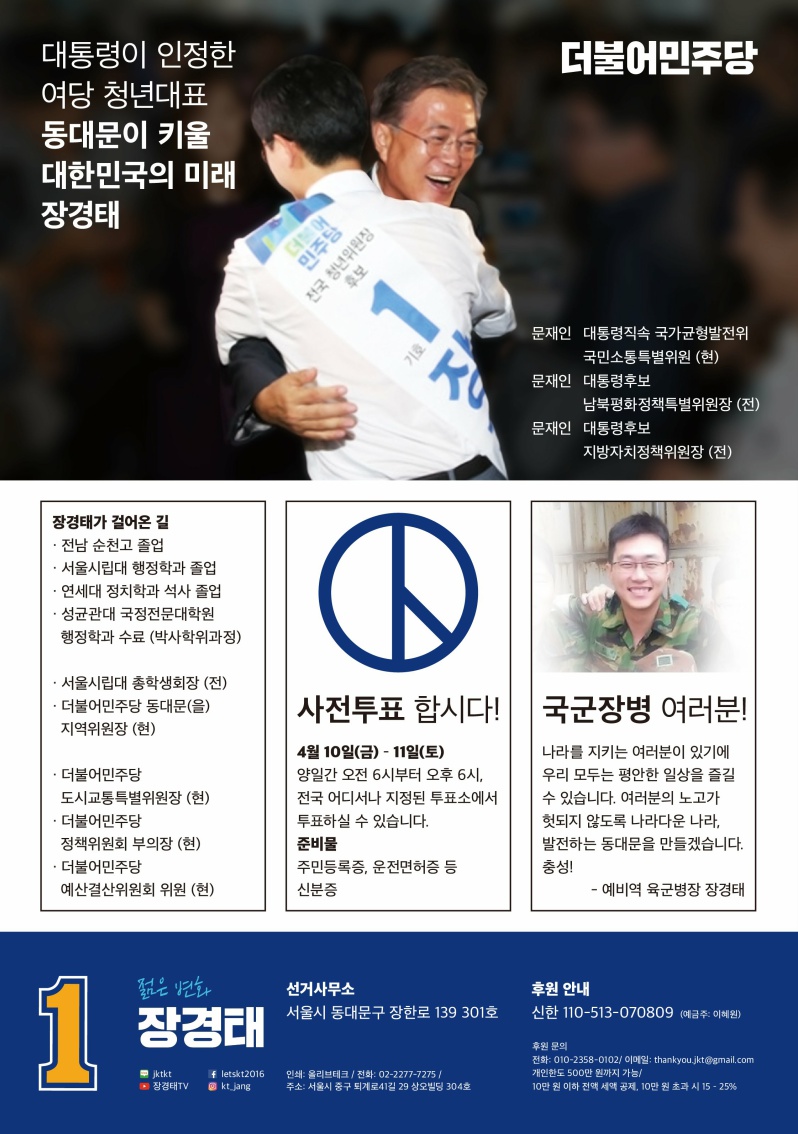 대통령이 인정한
여당 청년대표
동대문이 키울
대한민국의 미래
장경태
더불어민주당
더불어
민주당
전국 청년위원장
후보
기호
1
장
문재인 대통령직속 국가균형발전위
국민소통특별위원 (현)
문재인 대통령후보
남북평화정책특별위원장 (전)
문재인 대통령후보
지방자치정책위원장 (전)
장경태가 걸어온 길
· 전남 순천고 졸업
· 서울시립대 행정학과 졸업
· 연세대 정치학과 석사 졸업
· 성균관대 국정전문대학원
행정학과 수료 (박사학위과정)
· 서울시립대 총학생회장 (전)
· 더불어민주당 동대문(을)
지역위원장 (현)
· 더불어민주당
도시교통특별위원장 (현)
· 더불어민주당
정책위원회 부의장 (현)
· 더불어민주당
예산결산위원회 위원 (현)
사전투표 합시다!
4월 10일(금) - 11일(토)
양일간 오전 6시부터 오후 6시,
전국 어디서나 지정된 투표소에서
투표하실 수 있습니다.
준비물
주민등록증, 운전면허증 등
신분증
국군장병 여러분!
나라를 지키는 여러분이 있기에
우리 모두는 평안한 일상을 즐길
수 있습니다. 여러분의 노고가
헛되지 않도록 나라다운 나라,
발전하는 동대문을 만들겠습니다.
충성!
- 예비역 육군병장 장경태
1
젊은 변화
장경태
jktkt
letskt2016
장경태TV
kt_jang
선거사무소
서울시 동대문구 장한로 139 301호
인쇄: 올리브테크 / 전화: 02-2277-7275 /
주소: 서울시 중구 퇴계로41길 29 상오빌딩 304호
후원 안내
신한 110-513-070809 (예금주: 이혜원)
후원 문의
전화: 010-2358-0102/ 이메일: thankyou.jkt@gmail.com
개인한도 500만 원까지 가능/
10만 원 이하 전액 세액 공제, 10만 원 초과 시 15 - 25%